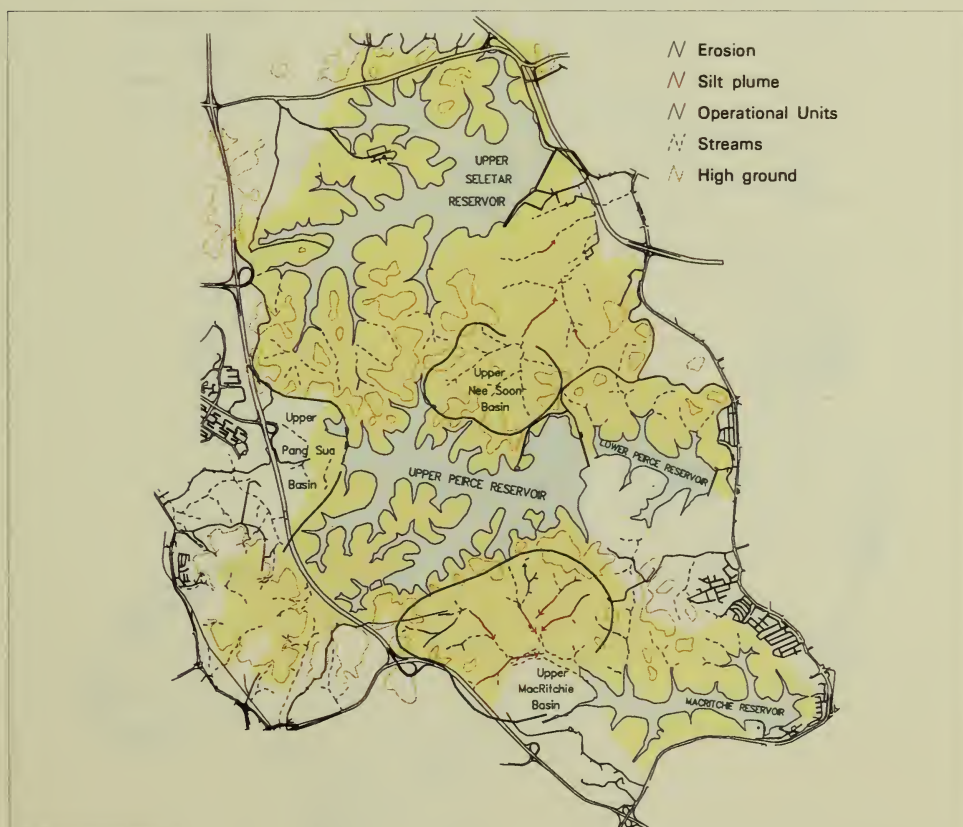 Erosion
Silt plume
Operational Units
Streams
High ground
UPPER
SELETAR
RESERVOIR
Upper
Nee Soon
Basin
Upper
Pang Sua
Basin
LOWER PEIRCE RESERVOIR
UPPER PEIRCE RESERVOIR
Upper
MacRitchie
Basin
MACRITCHIE RESERVOIR